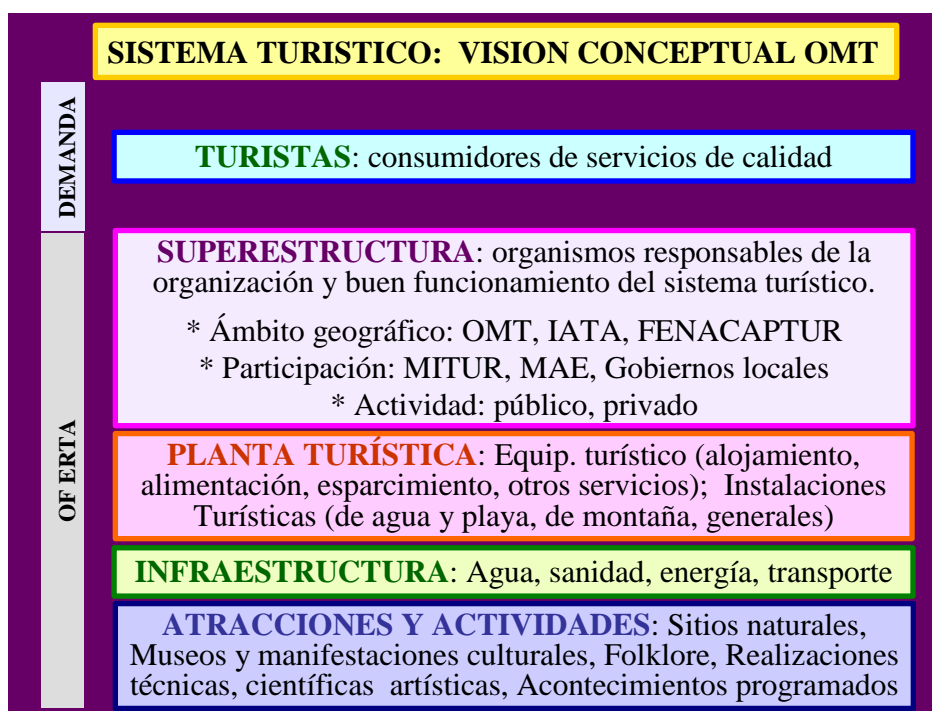 SISTEMA TURISTICO: VISION CONCEPTUAL OMT
DEMANDA
TURISTAS: consumidores de servicios de calidad
OF ERTA
SUPERESTRUCTURA: organismos responsables de la
organización y buen funcionamiento del sistema turístico.
* Ámbito geográfico: OMT, IATA, FENACAPTUR
* Participación: MITUR, MAE, Gobiernos locales
* Actividad: público, privado
PLANTA TURÍSTICA: Equip. turístico (alojamiento,
alimentación, esparcimiento, otros servicios); Instalaciones
Turísticas (de agua y playa, de montaña, generales)
INFRAESTRUCTURA: Agua, sanidad, energía, transporte
ATRACCIONES Y ACTIVIDADES: Sitios naturales,
Museos y manifestaciones culturales, Folklore, Realizaciones
técnicas, científicas artísticas, Acontecimientos programados